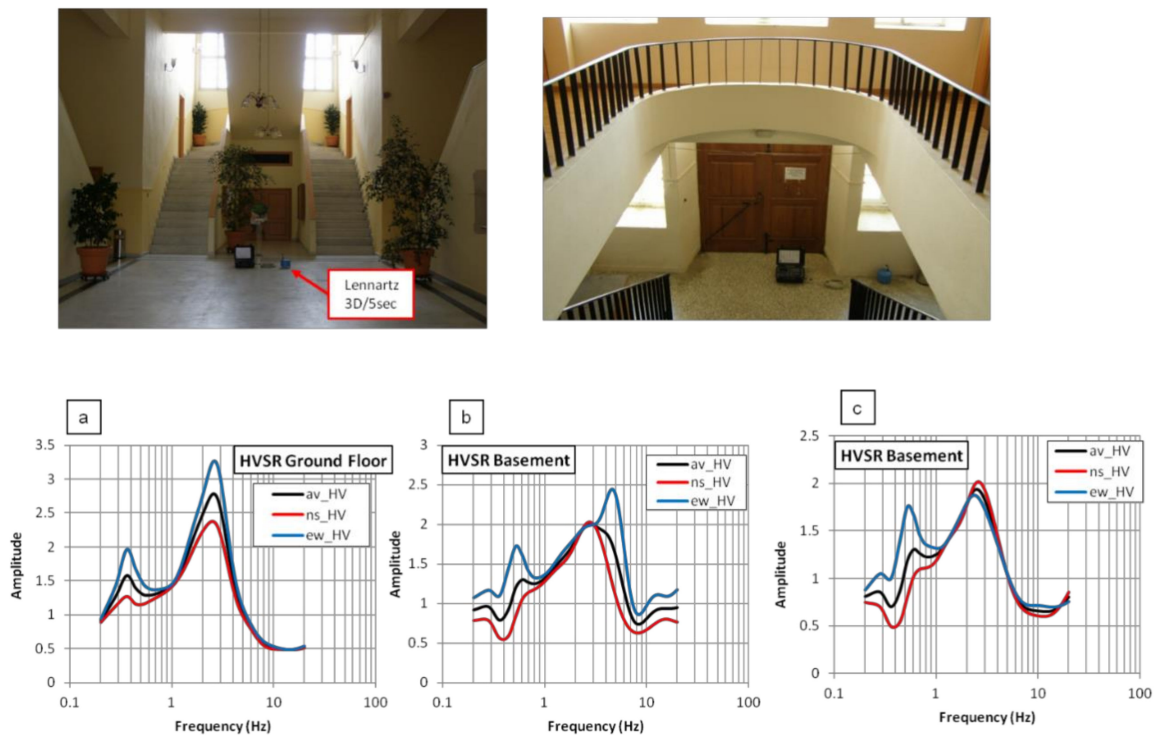 Lennartz
3D/5sec
a
HVSR Ground Floor
av_HV
ns_HV
ew_HV
3.5
3
2.5
2
1.5
1
0.5
0
0.1
1
10
100
Amplitude
Frequency (Hz)
b
HVSR Basement
av_HV
ns_HV
ew_HV
3
2.5
2
1.5
1
0.5
0
0.1
1
10
100
Amplitude
Frequency (Hz)
c
HVSR Basement
av_HV
ns_HV
ew_HV
2.5
2
1.5
1
0.5
0
0.1
1
10
100
Amplitude
Frequency (Hz)